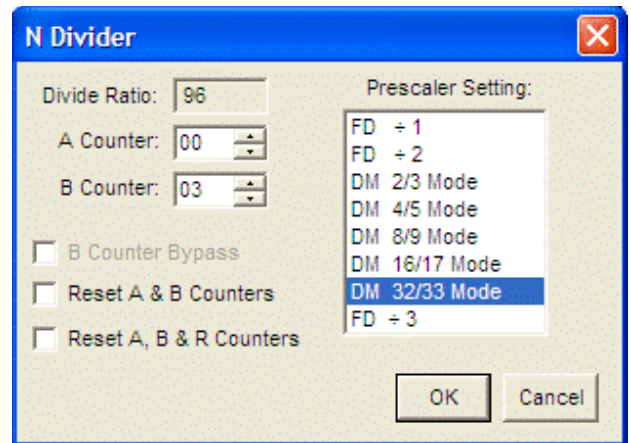 N Divider
Divide Ratio: 96
A Counter: 00
B Counter: 03
B Counter Bypass
Reset A & B Counters
Reset A, B & R Counters
Prescaler Setting:
FD ÷ 1
FD ÷ 2
DM 2/3 Mode
DM 4/5 Mode
DM 8/9 Mode
DM 16/17 Mode
DM 32/33 Mode
FD ÷ 3
OK Cancel